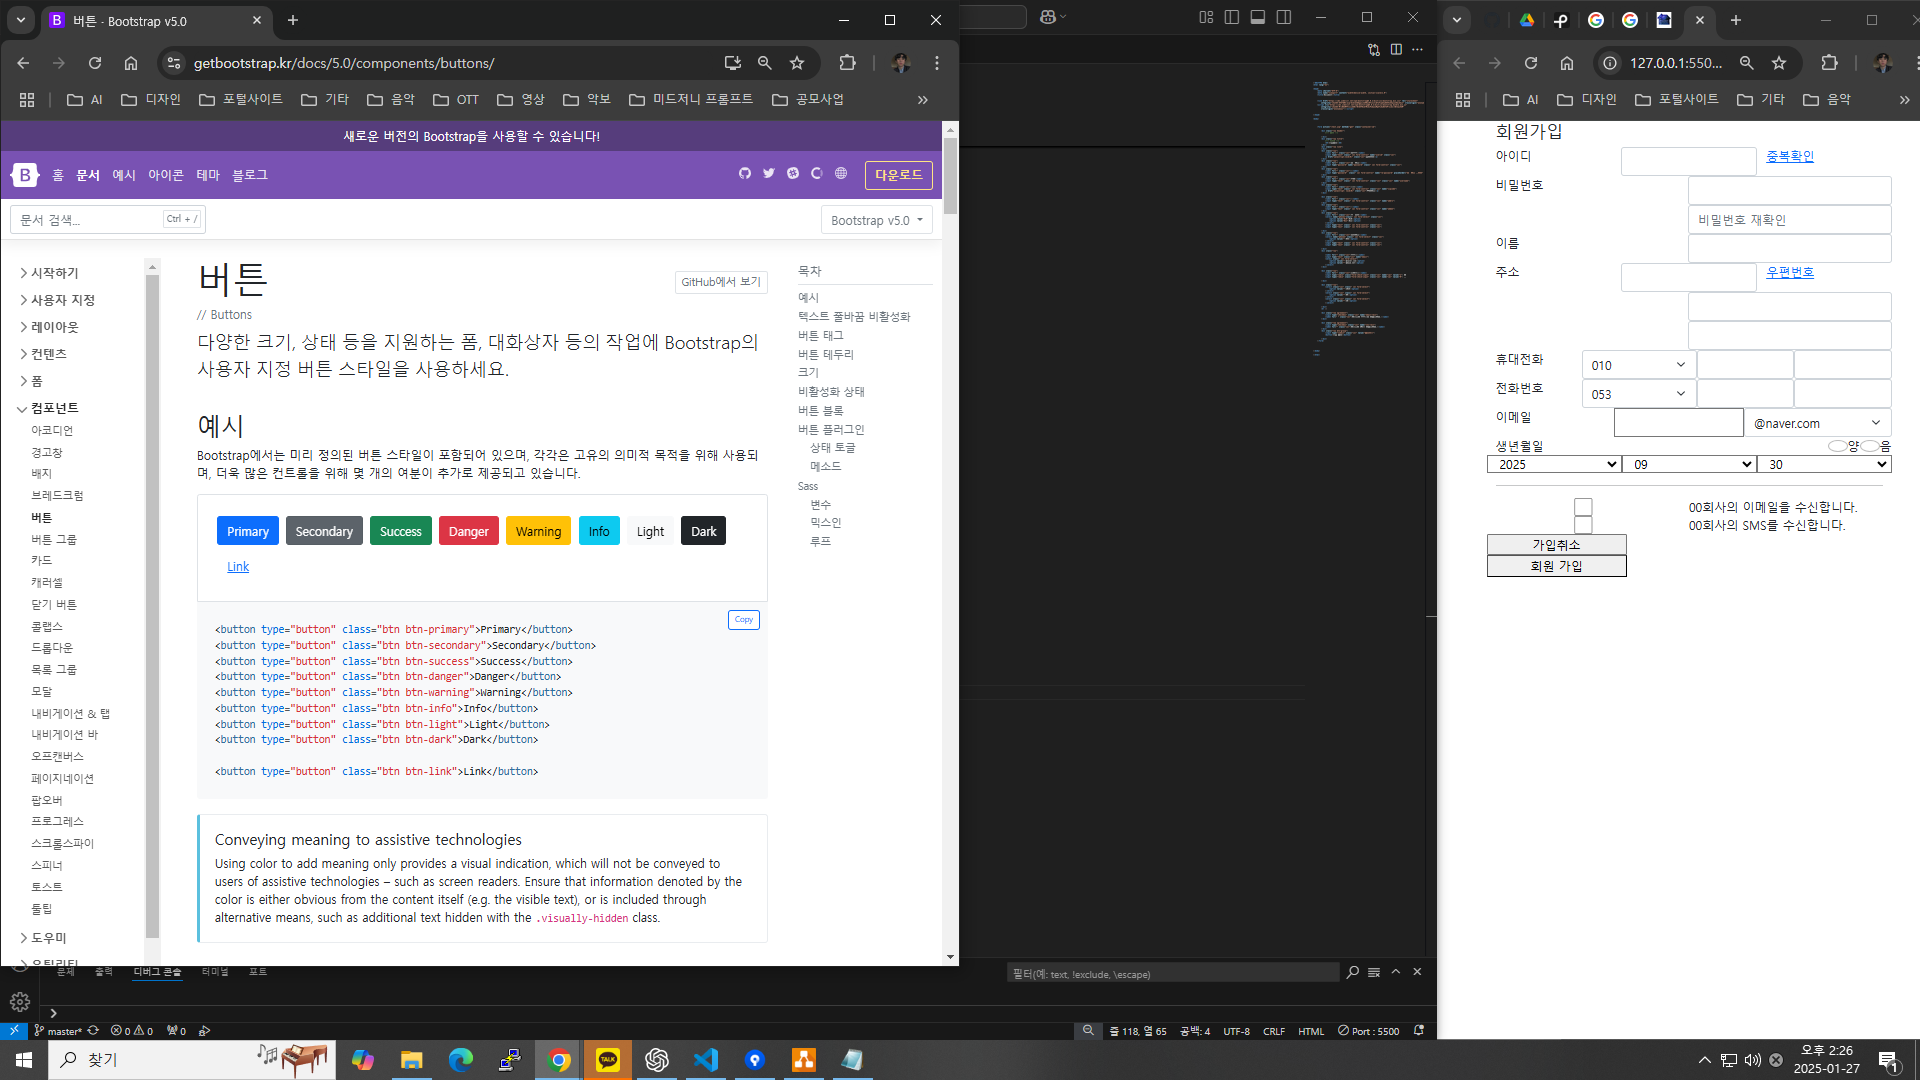 버튼 · Bootstrap v5.0
getbootstrap.kr/docs/5.0/components/buttons/
AI
디자인
포털사이트
기타
음악
OTT
영상
악보
미드저니 프롬프트
공모사업
새로운 버전의 Bootstrap을 사용할 수 있습니다!
B
홈
문서
예시
아이콘
테마
블로그
다운로드
문서 검색...
Ctrl + /
Bootstrap v5.0
시작하기
사용자 지정
레이아웃
컨텐츠
폼
컴포넌트
아코디언
경고창
배지
브레드크럼
버튼
버튼 그룹
카드
캐러셀
닫기 버튼
콜랩스
드롭다운
목록 그룹
모달
내비게이션 & 탭
내비게이션 바
오프캔버스
페이지네이션
팝오버
프로그레스
스크롤스파이
스피너
토스트
툴팁
도우미
유틸리티
버튼
GitHub에서 보기
// Buttons
다양한 크기, 상태 등을 지원하는 폼, 대화상자 등의 작업에 Bootstrap의
사용자 지정 버튼 스타일을 사용하세요.
예시
Bootstrap에서는 미리 정의된 버튼 스타일이 포함되어 있으며, 각각은 고유의 의미적 목적을 위해 사용되
며, 더욱 많은 컨트롤을 위해 몇 개의 여분이 추가로 제공되고 있습니다.
Primary
Secondary
Success
Danger
Warning
Info
Light
Dark
Link
Copy
<button type="button" class="btn btn-primary">Primary</button>
<button type="button" class="btn btn-secondary">Secondary</button>
<button type="button" class="btn btn-success">Success</button>
<button type="button" class="btn btn-danger">Danger</button>
<button type="button" class="btn btn-warning">Warning</button>
<button type="button" class="btn btn-info">Info</button>
<button type="button" class="btn btn-light">Light</button>
<button type="button" class="btn btn-dark">Dark</button>
<button type="button" class="btn btn-link">Link</button>
Conveying meaning to assistive technologies
Using color to add meaning only provides a visual indication, which will not be conveyed to
users of assistive technologies – such as screen readers. Ensure that information denoted by the
color is either obvious from the content itself (e.g. the visible text), or is included through
alternative means, such as additional text hidden with the .visually-hidden class.
목차
예시
텍스트 줄바꿈 비활성화
버튼 태그
버튼 테두리
크기
비활성화 상태
버튼 블록
버튼 플러그인
상태 토글
메소드
Sass
변수
믹스인
루프
문제
출력
디버그 콘솔
터미널
포트
필터(예: text, !exclude, \escape)
master*
0
0
0
줄 118, 열 65
공백: 4
UTF-8
CRLF
HTML
Port : 5500
127.0.0.1:550...
AI
디자인
포털사이트
기타
음악
회원가입
아이디
중복확인
비밀번호
비밀번호 재확인
이름
주소
우편번호
휴대전화
010
전화번호
053
이메일
@naver.com
생년월일
양
음
2025
09
30
00회사의 이메일을 수신합니다.
00회사의 SMS를 수신합니다.
가입취소
회원 가입
찾기
TALK
오후 2:26
2025-01-27
1